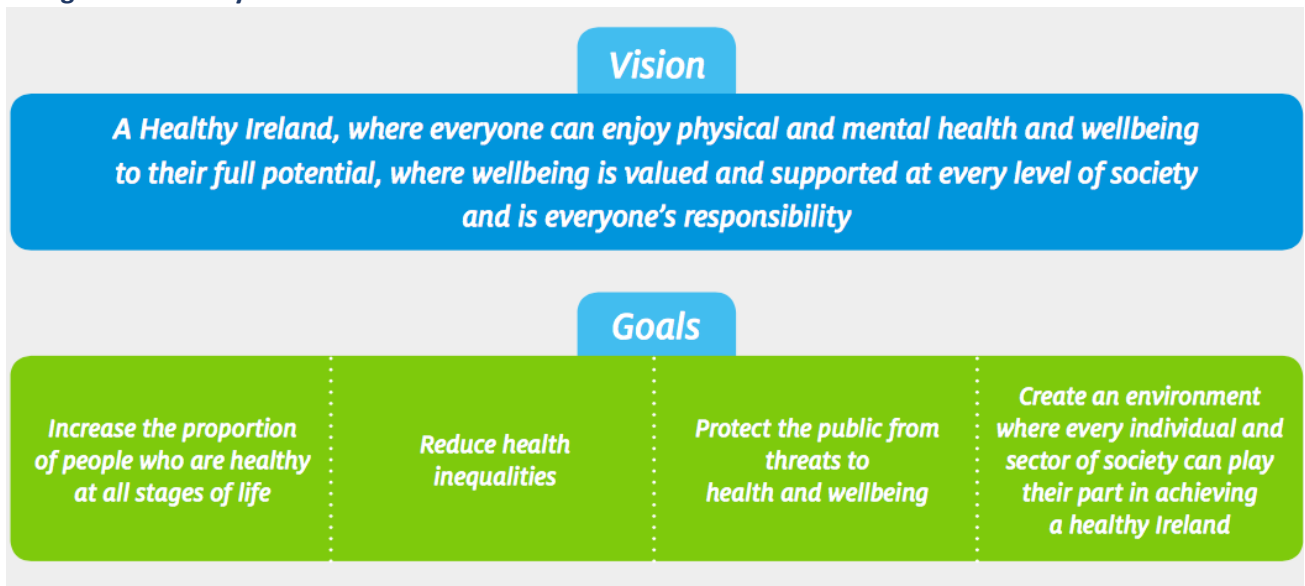 Vision
A Healthy Ireland, where everyone can enjoy physical and mental health and wellbeing
to their full potential, where wellbeing is valued and supported at every level of society
and is everyone's responsibility
Goals
Increase the proportion
of people who are healthy
at all stages of life
Reduce health
inequalities
Protect the public from
threats to
health and wellbeing
Create an environment
where every individual and
sector of society can play
their part in achieving
a healthy Ireland